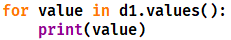 for value in d1.values():
    print(value)